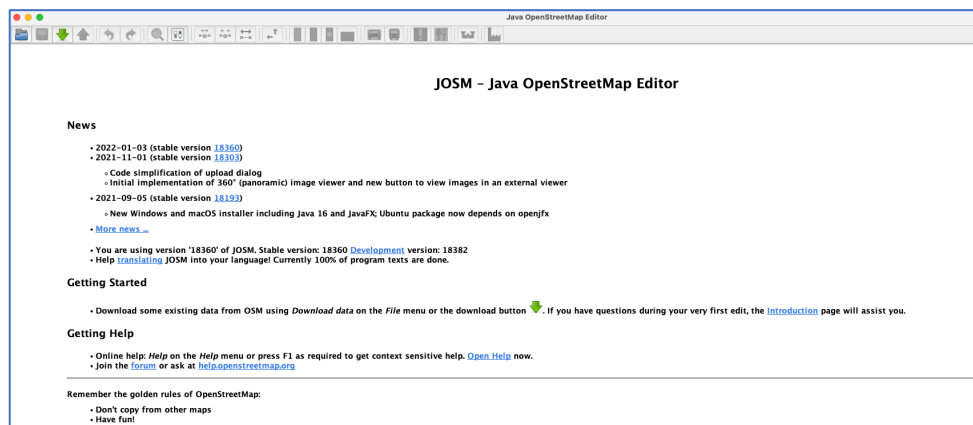 Java OpenStreetMap Editor
JOSM – Java OpenStreetMap Editor
News
• 2022-01-03 (stable version 18360)
• 2021-11-01 (stable version 18303)
◦ Code simplification of upload dialog
◦ Initial implementation of 360° (panoramic) image viewer and new button to view images in an external viewer
• 2021-09-05 (stable version 18193)
◦ New Windows and macOS installer including Java 16 and JavaFX; Ubuntu package now depends on openjfx
• More news …
• You are using version '18360' of JOSM. Stable version: 18360 Development version: 18382
• Help translating JOSM into your language! Currently 100% of program texts are done.
Getting Started
• Download some existing data from OSM using Download data on the File menu or the download button . If you have questions during your very first edit, the Introduction page will assist you.
Getting Help
• Online help: Help on the Help menu or press F1 as required to get context sensitive help. Open Help now.
• Join the forum or ask at help.openstreetmap.org
Remember the golden rules of OpenStreetMap:
• Don't copy from other maps
• Have fun!